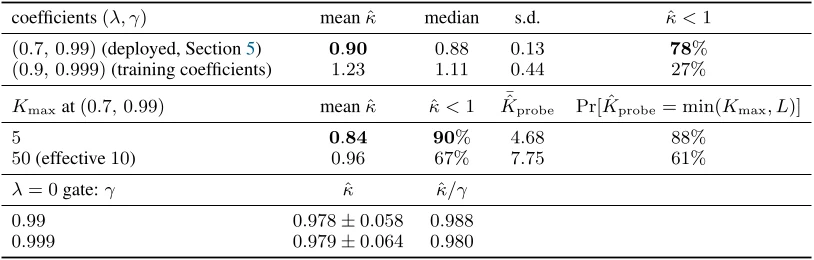 coefficients (λ, γ) mean κ̂ median s.d. κ̂ < 1
(0.7, 0.99) (deployed, Section 5) 0.90 0.88 0.13 78%
(0.9, 0.999) (training coefficients) 1.23 1.11 0.44 27%
K_max at (0.7, 0.99) mean κ̂ κ̂ < 1 K̂̄_probe Pr[K̂_probe = min(K_max, L)]
5 0.84 90% 4.68 88%
50 (effective 10) 0.96 67% 7.75 61%
λ = 0 gate: γ κ̂ κ̂/γ
0.99 0.978 ± 0.058 0.988
0.999 0.979 ± 0.064 0.980